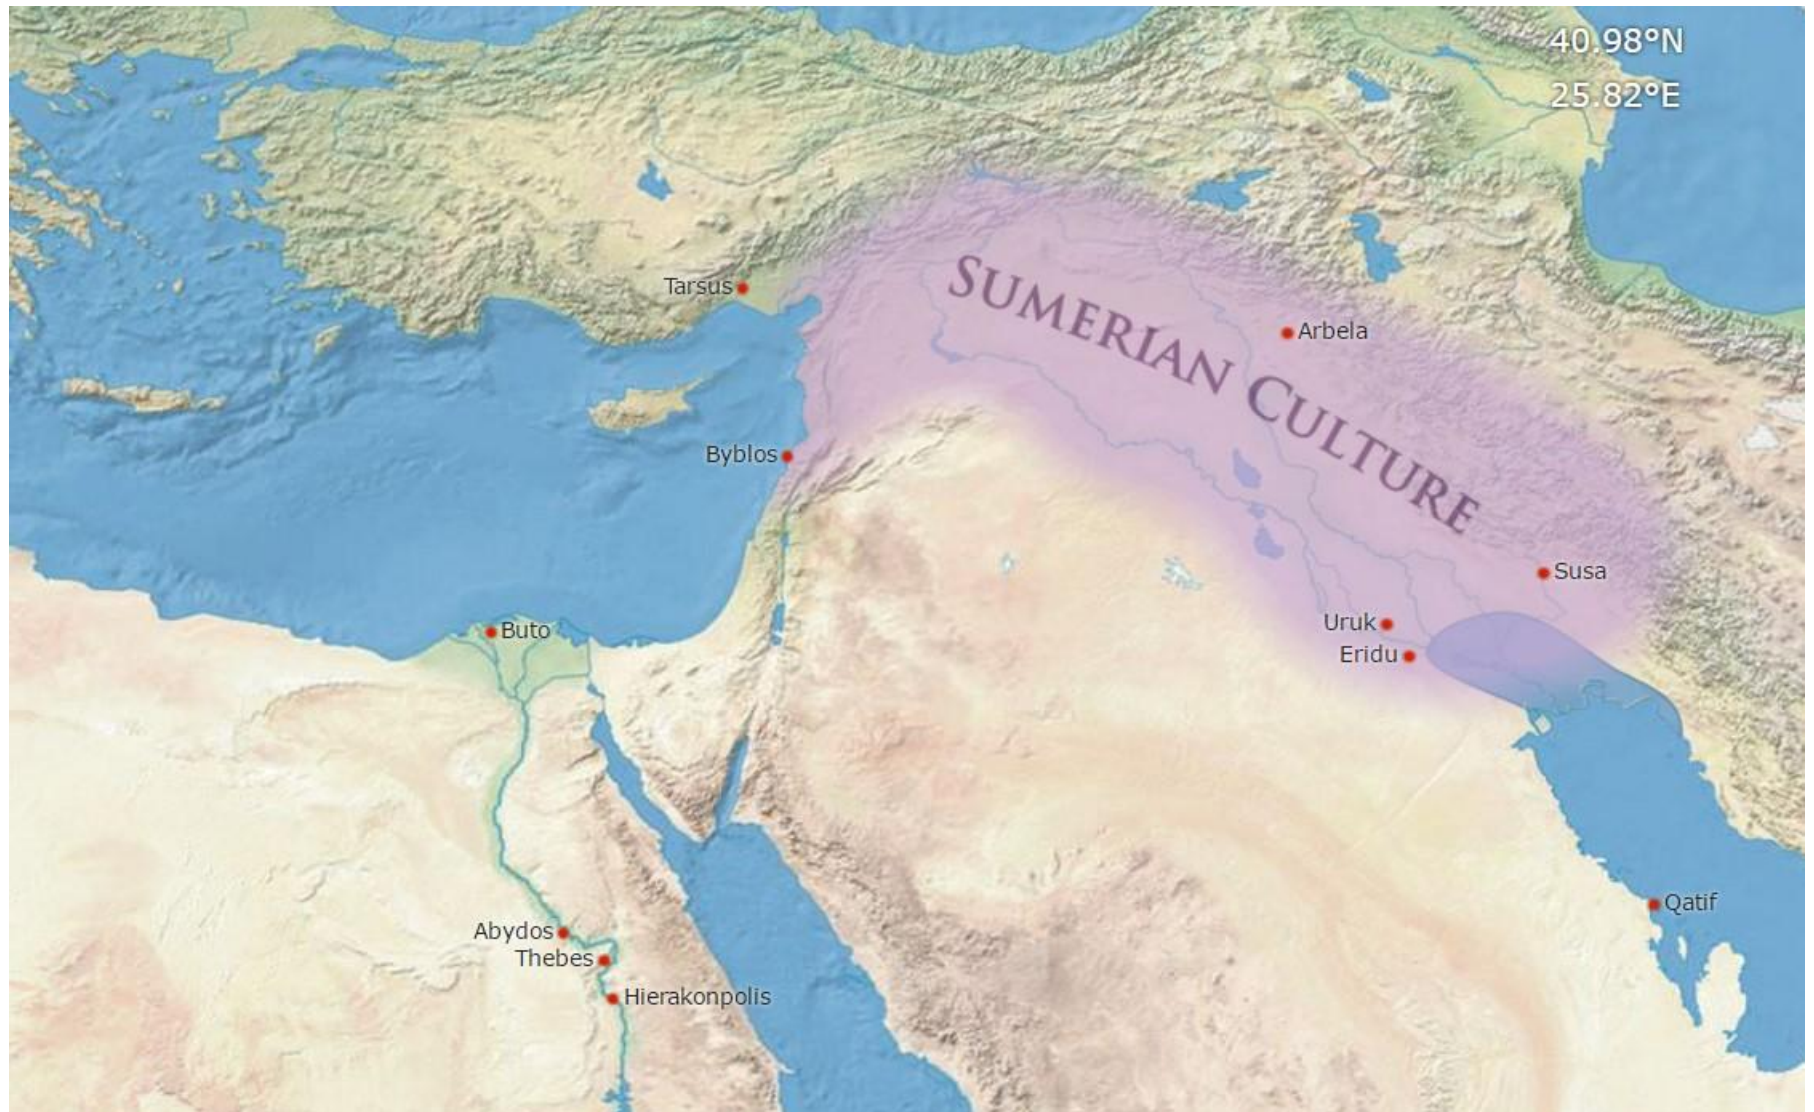 40.98°N
25.82°E
SUMERIAN CULTURE
Tarsus
Arbela
Byblos
Susa
Uruk
Buto
Eridu
Qatif
Abydos
Thebes
Hierakonpolis